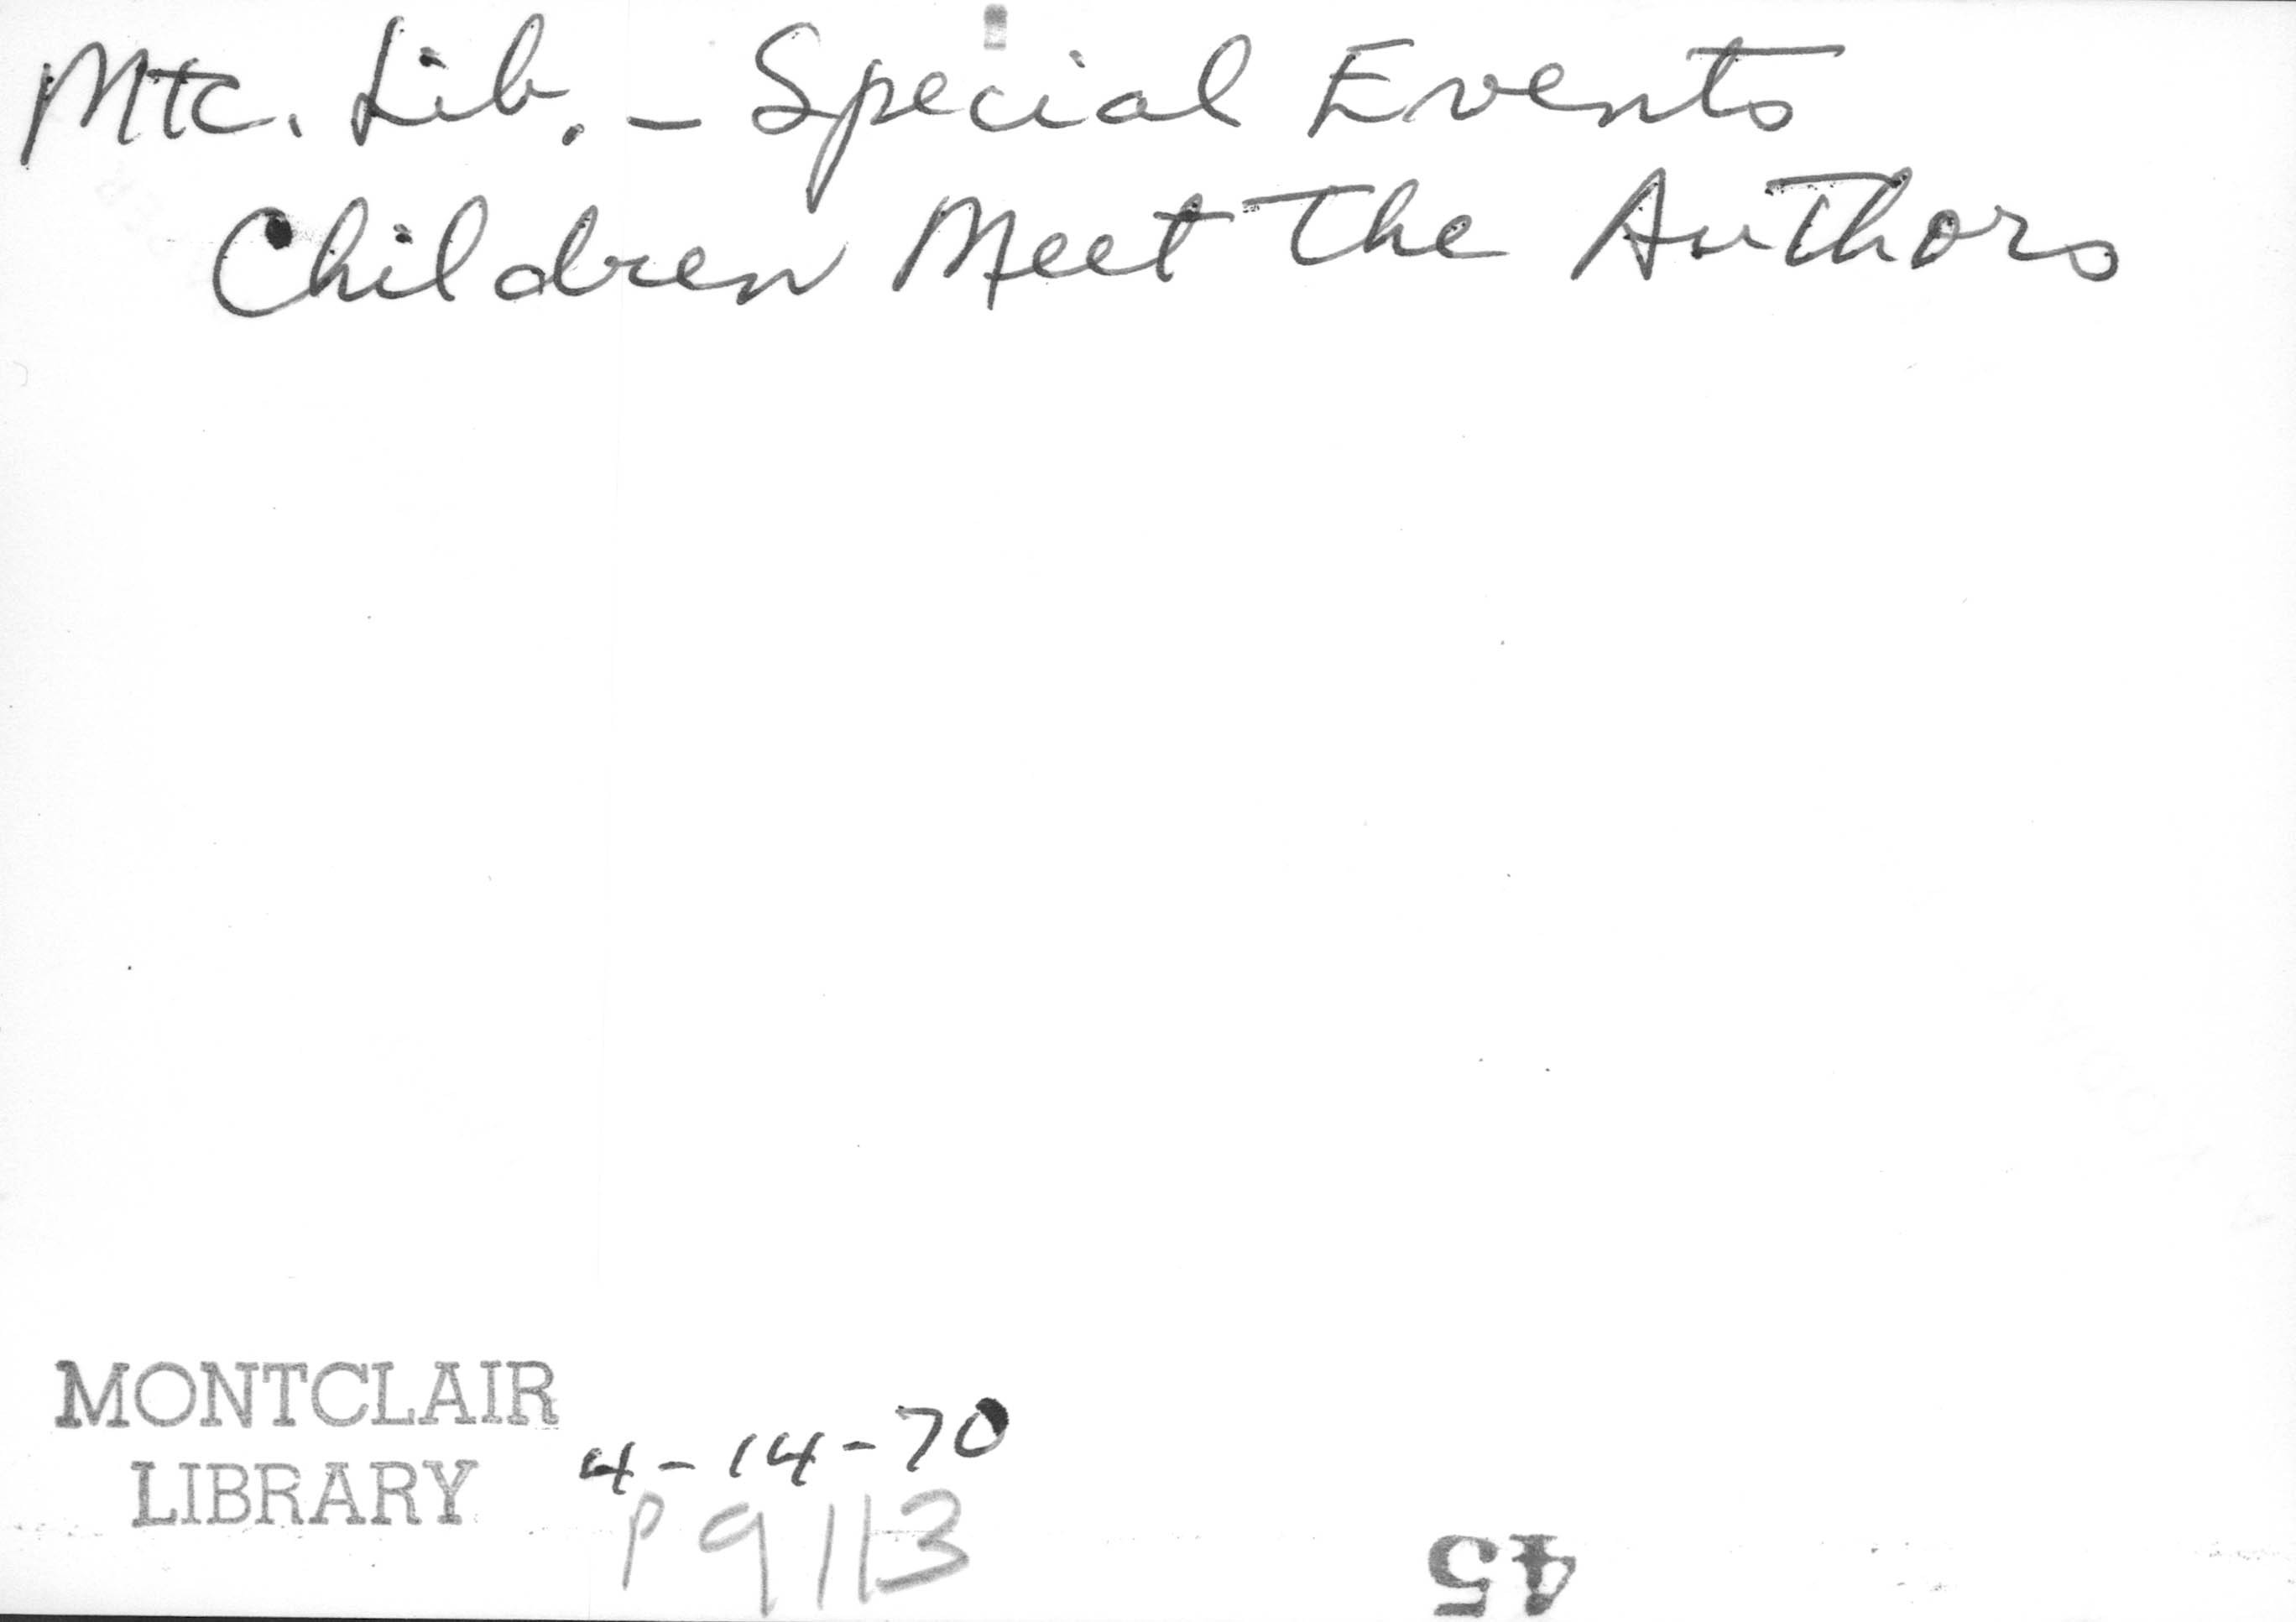 Mtc. Lib. - Special Events
Children Meet The Authors
MONTCLAIR
LIBRARY
4-14-70
P9113
45